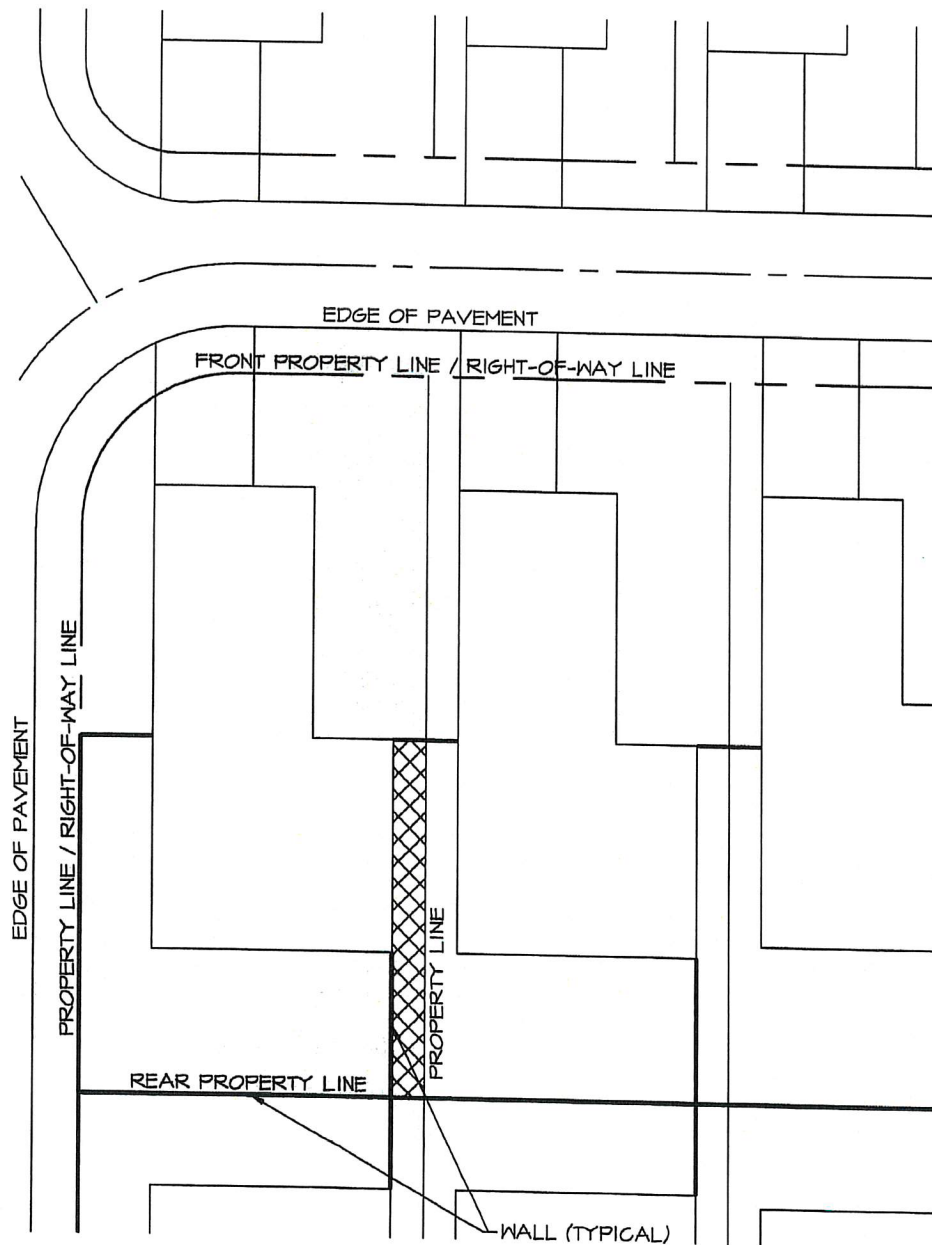 EDGE OF PAVEMENT
FRONT PROPERTY LINE / RIGHT-OF-WAY LINE
EDGE OF PAVEMENT
PROPERTY LINE / RIGHT-OF-WAY LINE
PROPERTY LINE
REAR PROPERTY LINE
WALL (TYPICAL)